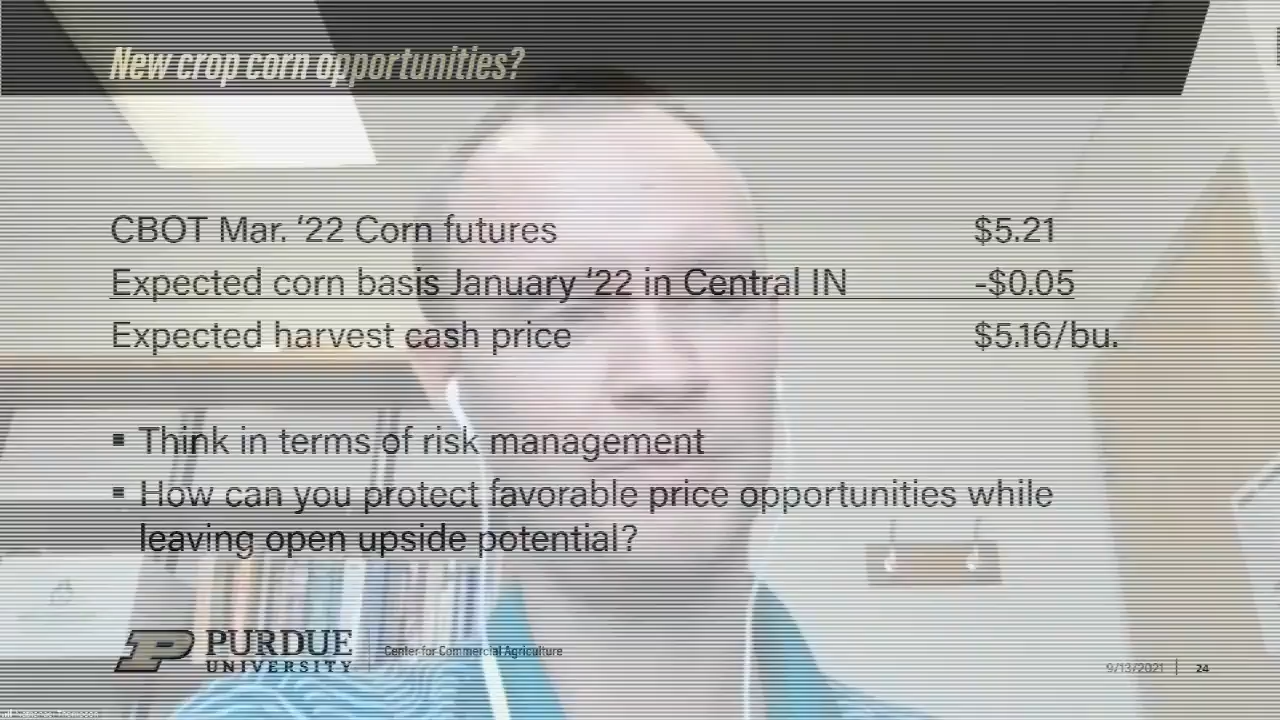 New crop corn opportunities?
CBOT Mar. ‘22 Corn futures $5.21
Expected corn basis January ‘22 in Central IN -$0.05
Expected harvest cash price $5.16/bu.
▪ Think in terms of risk management
▪ How can you protect favorable price opportunities while
leaving open upside potential?
P PURDUE
UNIVERSITY
Center for Commercial Agriculture
9/13/2021 | 24